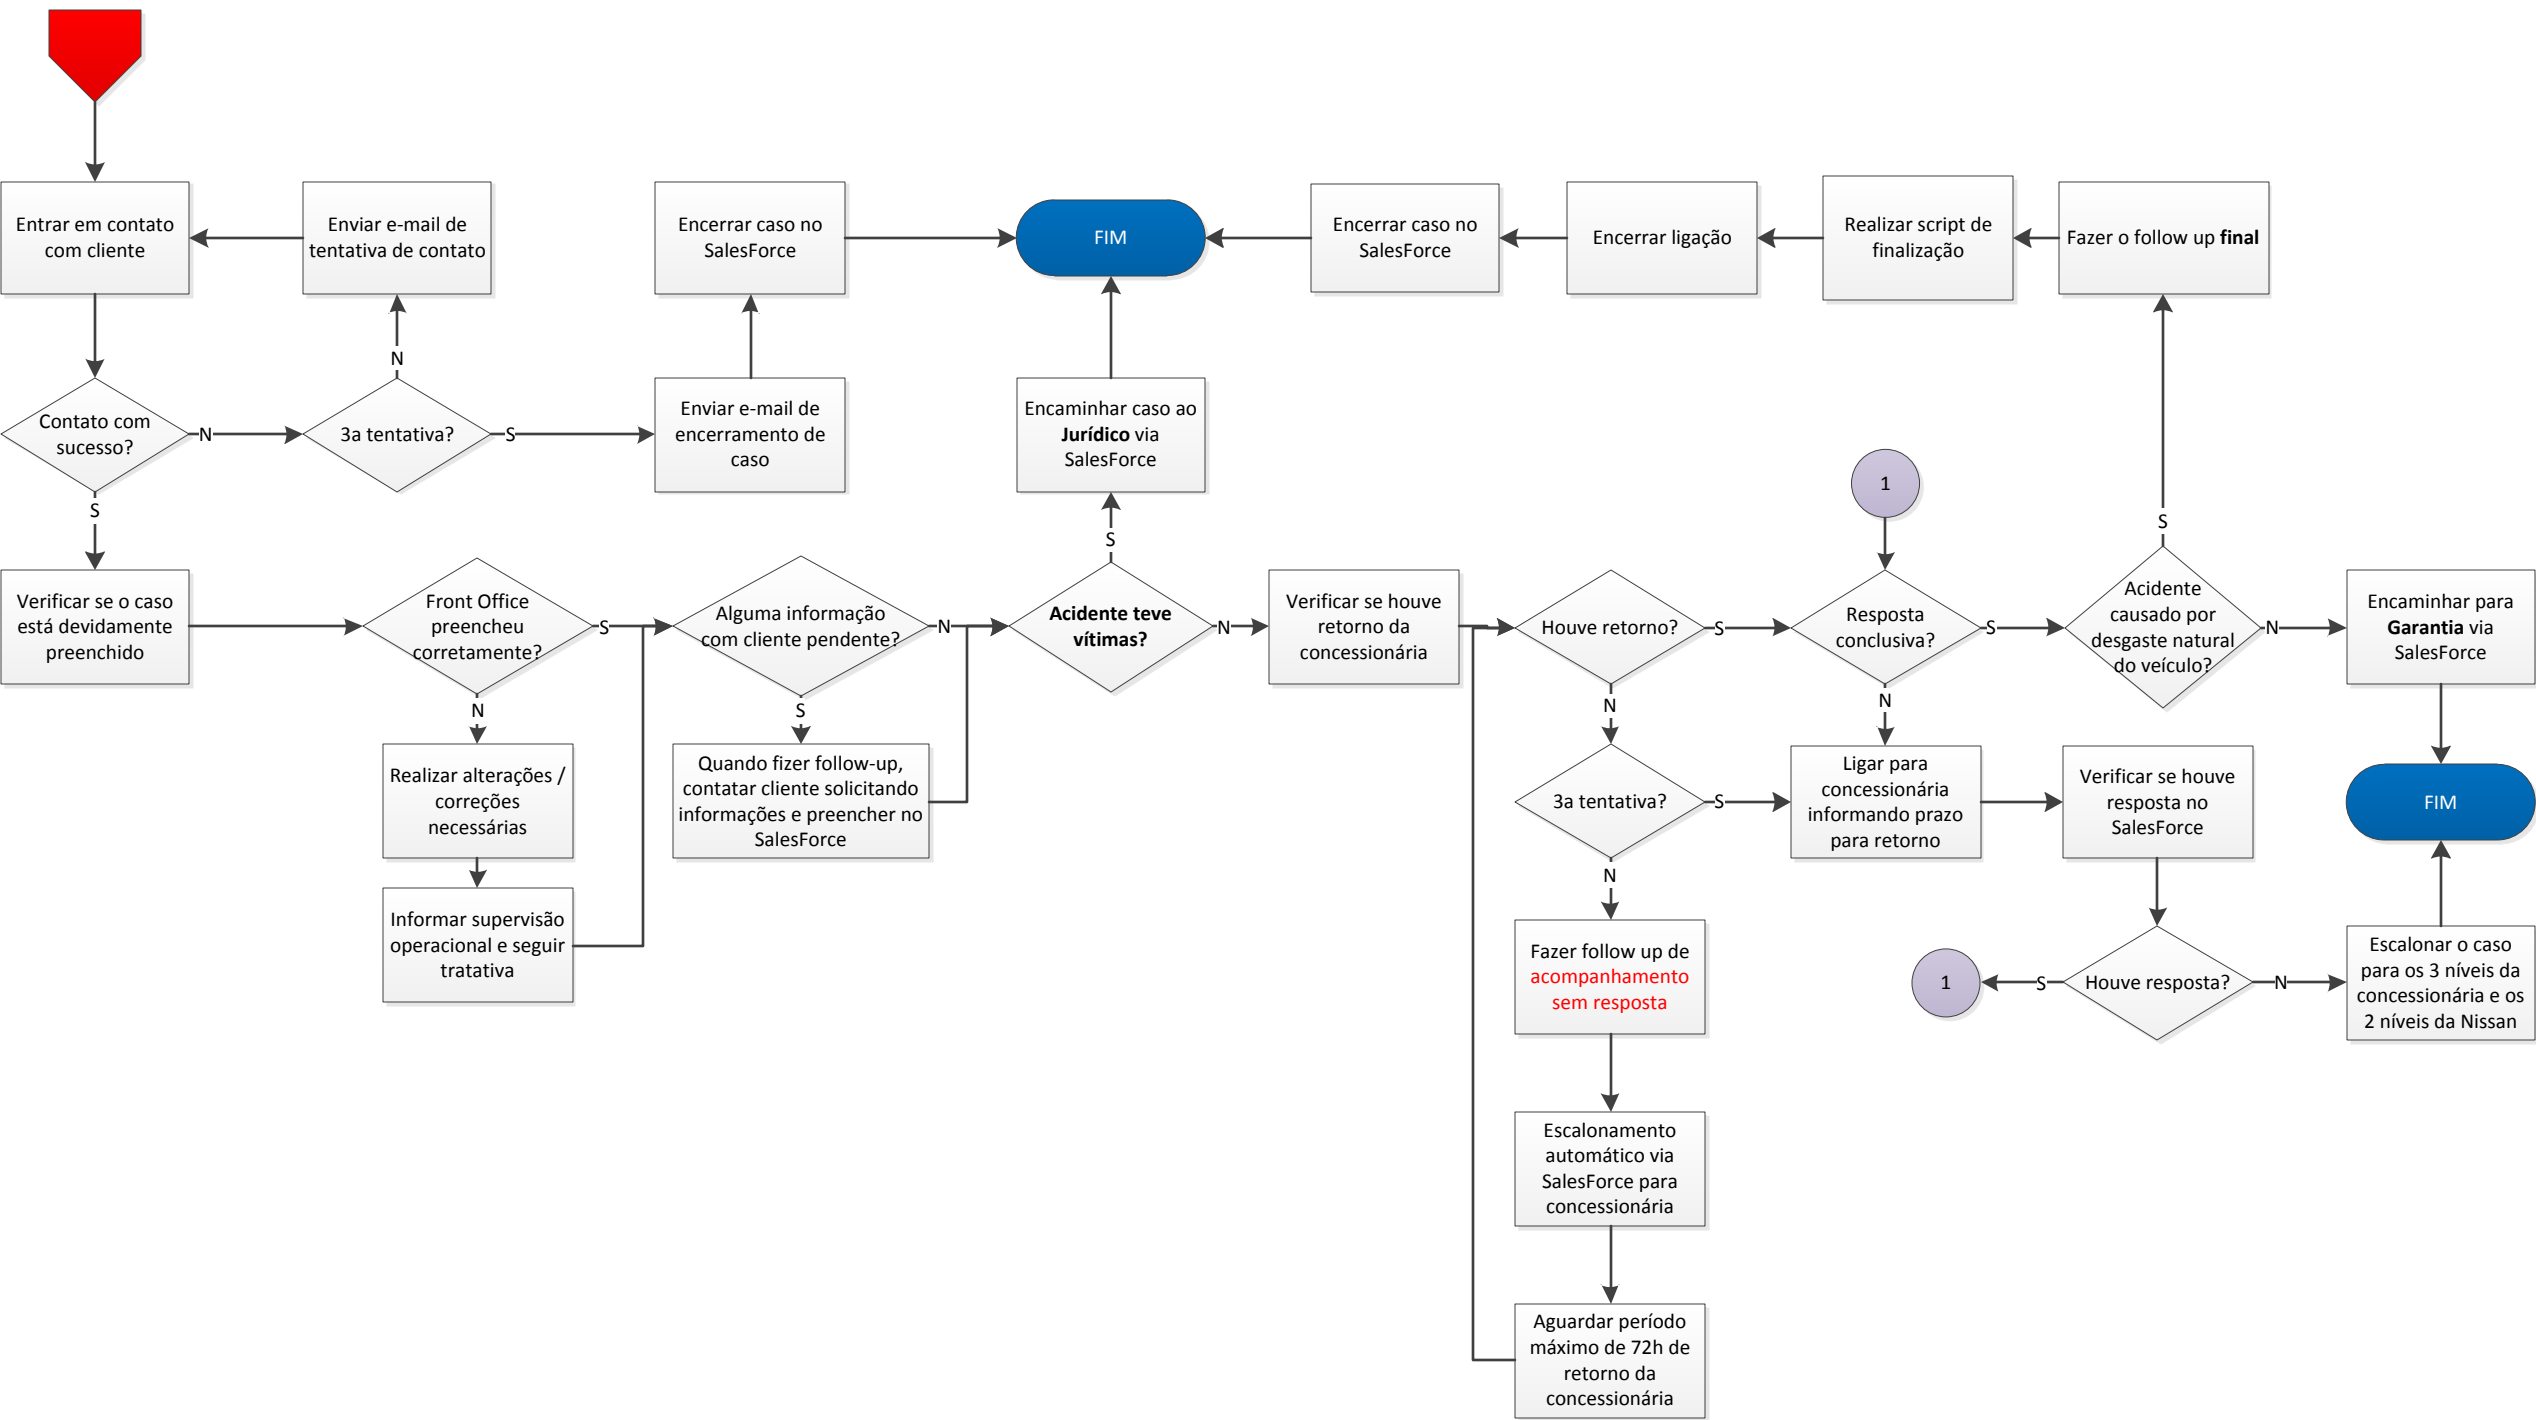 Entrar em contato
com cliente
Enviar e-mail de
tentativa de contato
Encerrar caso no
SalesForce
FIM
Encerrar caso no
SalesForce
Encerrar ligação
Realizar script de
finalização
Fazer o follow up final
N
Contato com
sucesso?
N
3a tentativa?
S
Enviar e-mail de
encerramento de
caso
Encaminhar caso ao
Jurídico via
SalesForce
1
S
S
S
Verificar se o caso
está devidamente
preenchido
Front Office
preencheu
corretamente?
S
Alguma informação
com cliente pendente?
N
Acidente teve
vítimas?
N
Verificar se houve
retorno da
concessionária
Houve retorno?
S
Resposta
conclusiva?
S
Acidente
causado por
desgaste natural
do veículo?
N
Encaminhar para
Garantia via
SalesForce
N
S
N
N
Realizar alterações /
correções
necessárias
Quando fizer follow-up,
contatar cliente solicitando
informações e preencher no
SalesForce
3a tentativa?
S
Ligar para
concessionária
informando prazo
para retorno
Verificar se houve
resposta no
SalesForce
FIM
N
Informar supervisão
operacional e seguir
tratativa
Fazer follow up de
acompanhamento
sem resposta
1
S
Houve resposta?
N
Escalonar o caso
para os 3 níveis da
concessionária e os
2 níveis da Nissan
Escalonamento
automático via
SalesForce para
concessionária
Aguardar período
máximo de 72h de
retorno da
concessionária